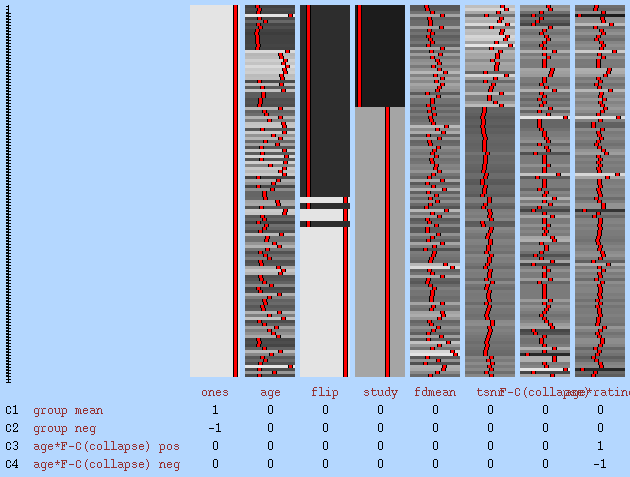 ones age flip study fdmean tsnr F-C(collapse) *rating
C1 group mean 1 0 0 0 0 0 0 0
C2 group neg -1 0 0 0 0 0 0 0
C3 age*F-C(collapse) pos 0 0 0 0 0 0 0 1
C4 age*F-C(collapse) neg 0 0 0 0 0 0 0 -1